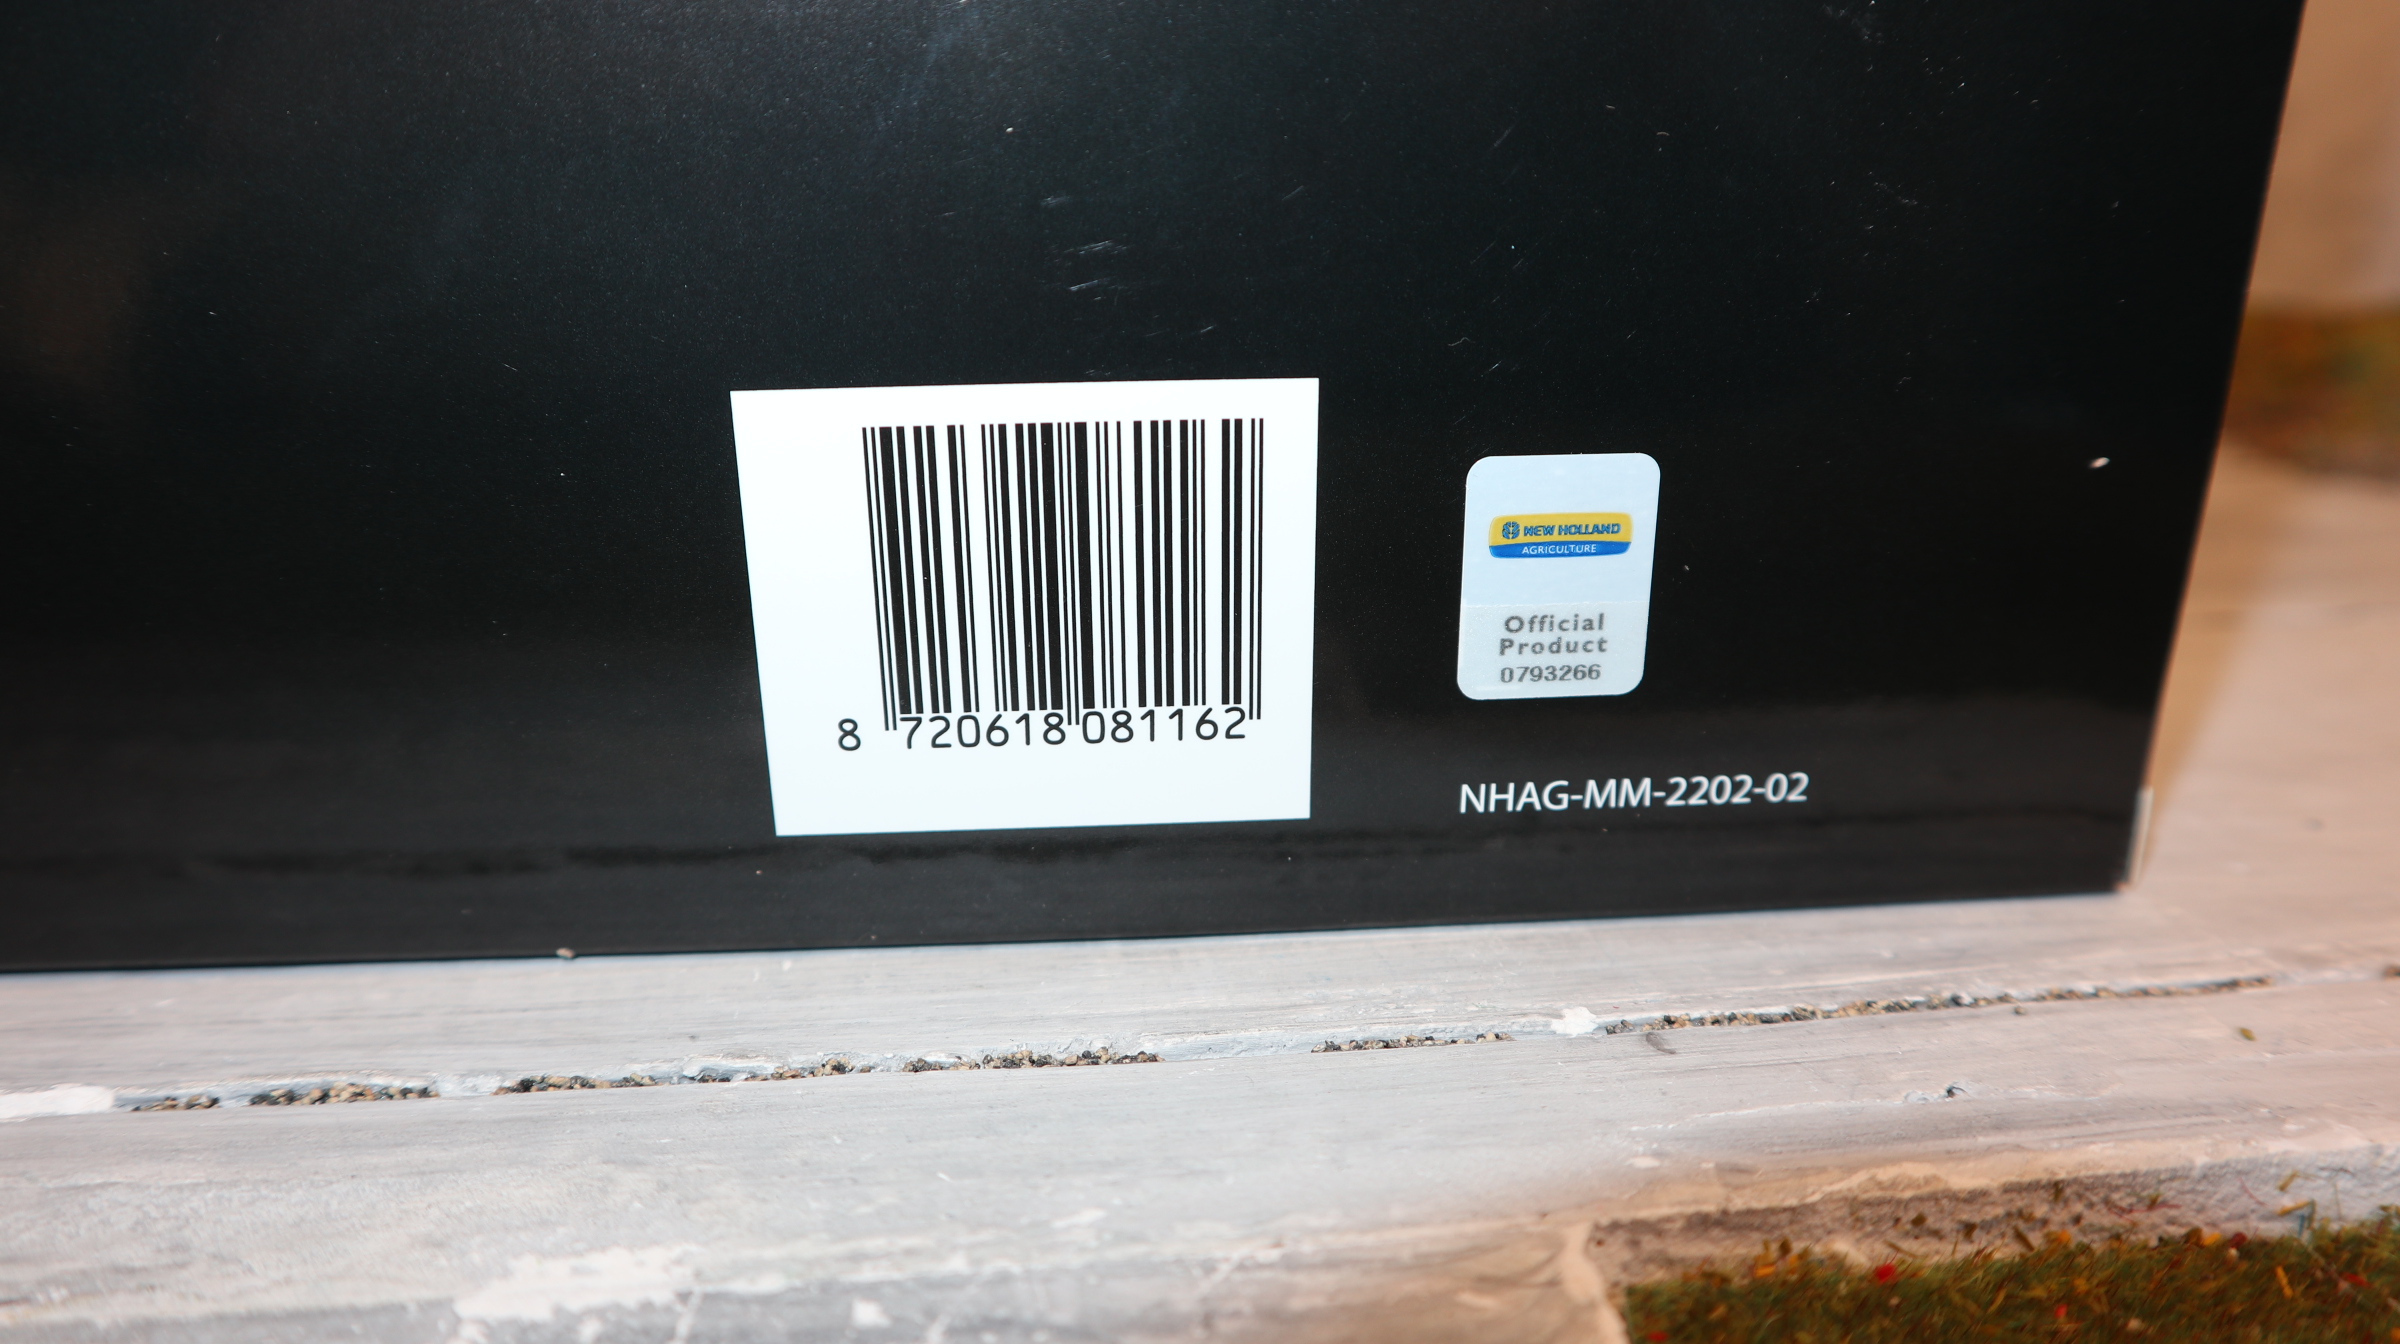 8 720618 081162
NEW HOLLAND
AGRICULTURE
Official
Product
0793266
NHAG-MM-2202-02